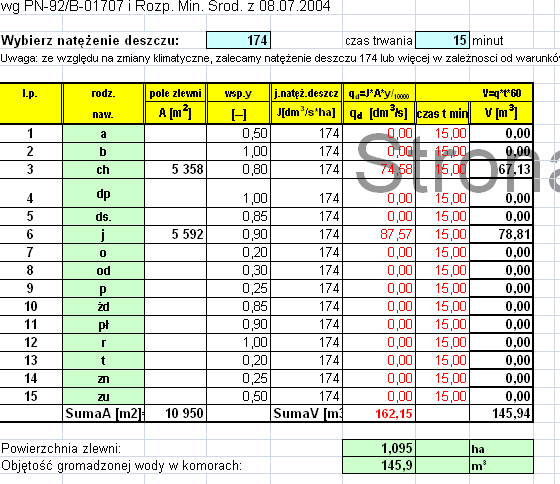 wg PN-92/B-01707 i Rozp. Min. Srod. z 08.07.2004
Wybierz natężenie deszczu: 174 czas trwania 15 minut
Uwaga: ze względu na zmiany klimatyczne, zalecamy natężenie deszczu 174 lub więcej w zależnosci od warunkó
l.p. rodz. pole zlewni wsp.y j.natęż.deszcz qd=J*A*y/10000 V=q*t*60
naw. A [m²] [--] J[dm³/s*ha] qd [dm³/s] czas t min V [m³]
1 a 0,50 174 0,00 15,00 0,00
2 b 1,00 174 0,00 15,00 0,00
3 ch 5 358 0,80 174 74,58 15,00 67,13
4 dp 1,00 174 0,00 15,00 0,00
5 ds. 0,85 174 0,00 15,00 0,00
6 j 5 592 0,90 174 87,57 15,00 78,81
7 o 0,20 174 0,00 15,00 0,00
8 od 0,30 174 0,00 15,00 0,00
9 p 0,25 174 0,00 15,00 0,00
10 żd 0,85 174 0,00 15,00 0,00
11 pł 0,90 174 0,00 15,00 0,00
12 r 1,00 174 0,00 15,00 0,00
13 t 0,20 174 0,00 15,00 0,00
14 zn 0,25 174 0,00 15,00 0,00
15 zu 0,50 174 0,00 15,00 0,00
SumaA [m2]= 10 950 SumaV [m3 162,15 145,94
Powierzchnia zlewni: 1,095 ha
Objętość gromadzonej wody w komorach: 145,9 m³
Strona